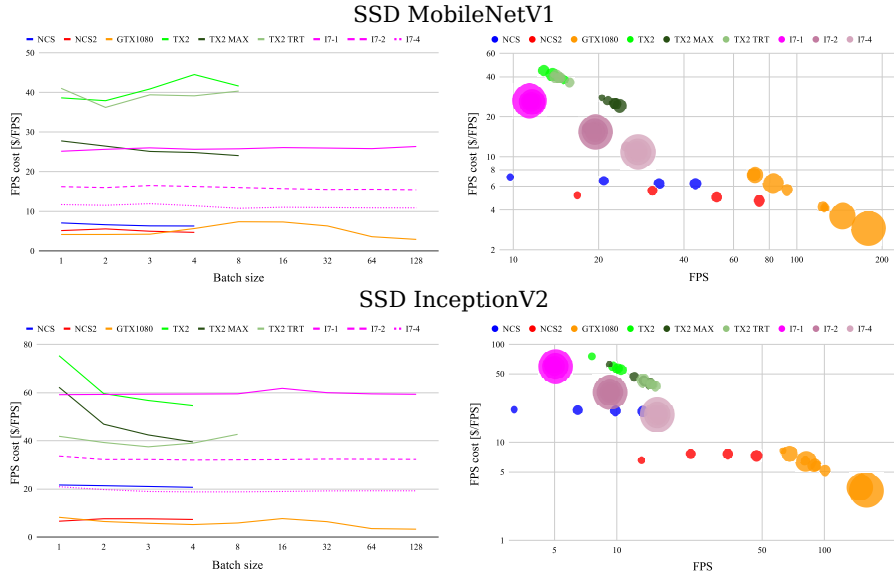 SSD MobileNetV1
NCS NCS2 GTX1080 TX2 TX2 MAX TX2 TRT I7-1 I7-2 I7-4
FPS cost [$/FPS]
50
40
30
20
10
0
1 2 3 4 8 16 32 64 128
Batch size
NCS NCS2 GTX1080 TX2 TX2 MAX TX2 TRT I7-1 I7-2 I7-4
FPS cost [$/FPS]
60
40
20
10
8
6
4
2
10 20 40 60 80 100 200
FPS
SSD InceptionV2
NCS NCS2 GTX1080 TX2 TX2 MAX TX2 TRT I7-1 I7-2 I7-4
FPS cost [$/FPS]
80
60
40
20
0
1 2 3 4 8 16 32 64 128
Batch size
NCS NCS2 GTX1080 TX2 TX2 MAX TX2 TRT I7-1 I7-2 I7-4
FPS cost [$/FPS]
100
50
10
5
1
5 10 50 100
FPS